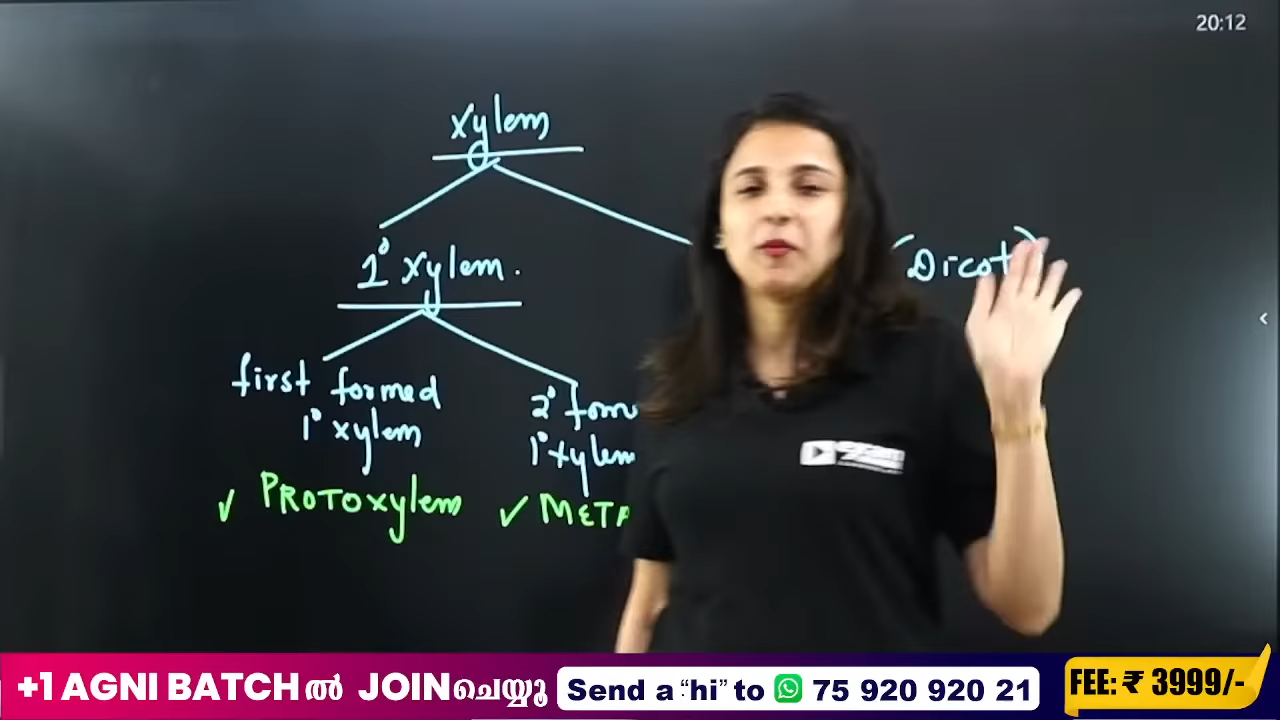 20:12
xylem
1° xylem.
(Dicot)
first formed
1° xylem
2° form
1° xylem
✓ PROTOxylem
✓ META
+1 AGNI BATCHൽ JOINചെയ്യൂ
Send a “hi” to 75 920 920 21
FEE: ₹ 3999/-